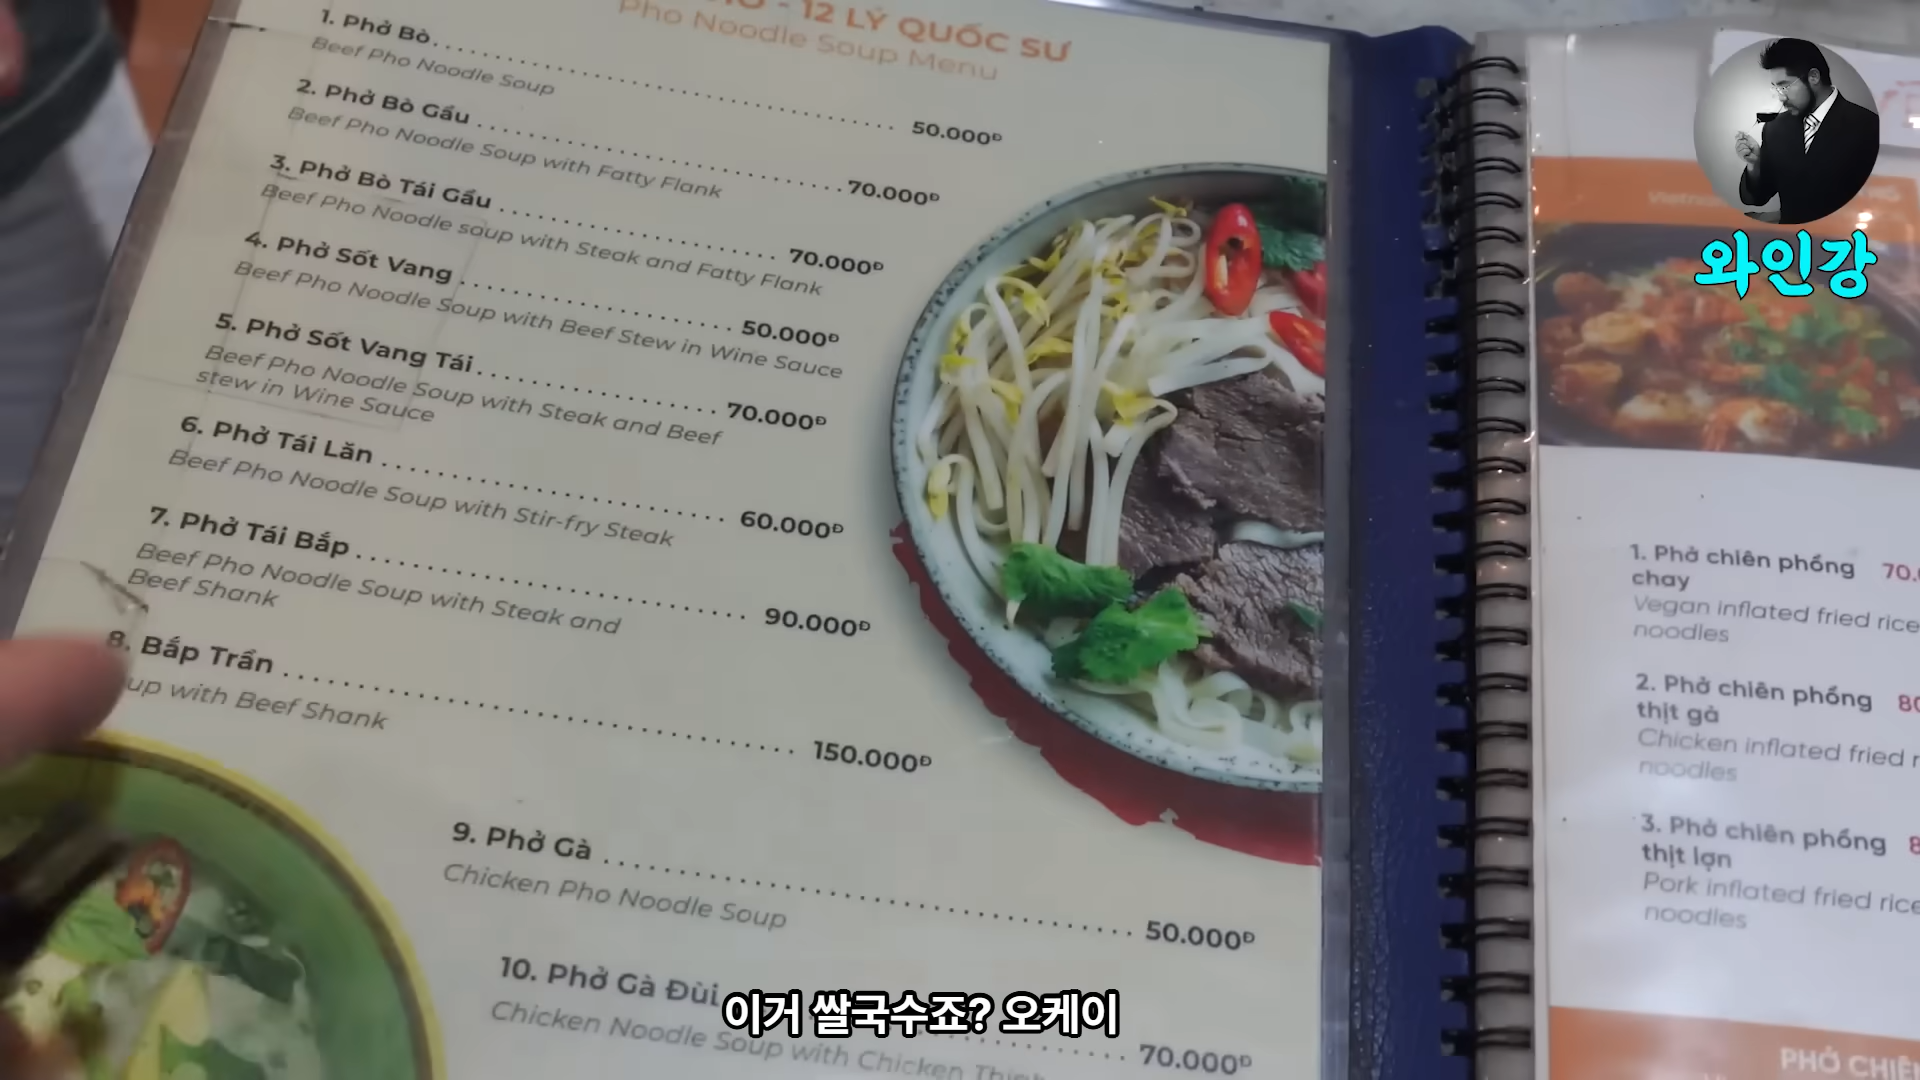 - 12 LÝ QUỐC SƯ
Pho Noodle Soup Menu
1. Phở Bò 50.000Đ
Beef Pho Noodle Soup
2. Phở Bò Gầu 70.000Đ
Beef Pho Noodle Soup with Fatty Flank
3. Phở Bò Tái Gầu 70.000Đ
Beef Pho Noodle soup with Steak and Fatty Flank
4. Phở Sốt Vang 50.000Đ
Beef Pho Noodle Soup with Beef Stew in Wine Sauce
5. Phở Sốt Vang Tái 70.000Đ
Beef Pho Noodle Soup with Steak and Beef
stew in Wine Sauce
6. Phở Tái Lăn 60.000Đ
Beef Pho Noodle Soup with Stir-fry Steak
7. Phở Tái Bắp 90.000Đ
Beef Pho Noodle Soup with Steak and
Beef Shank
8. Bắp Trần 150.000Đ
up with Beef Shank
9. Phở Gà 50.000Đ
Chicken Pho Noodle Soup
10. Phở Gà Đùi 70.000Đ
Chicken Noodle Soup with Chicken
이거 쌀국수죠? 오케이
와인강
1. Phở chiên phồng 70.
chay
Vegan inflated fried rice
noodles
2. Phở chiên phồng 80
thịt gà
Chicken inflated fried r
noodles
3. Phở chiên phồng 8
thịt lợn
Pork inflated fried rice
noodles
PHỞ CHIÊ